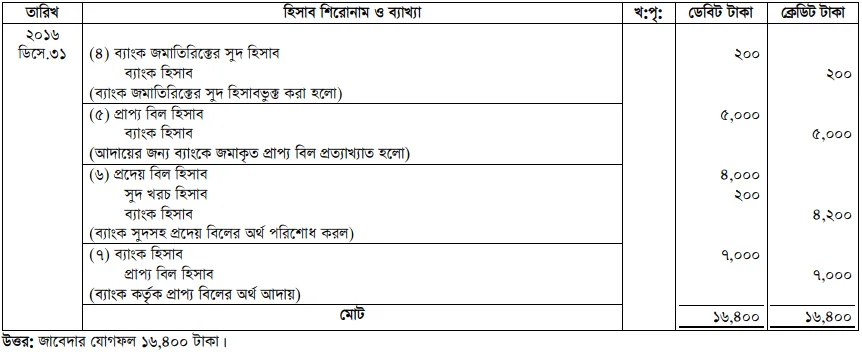 তারিখ হিসাব শিরোনাম ও ব্যাখ্যা খ:পৃ: ডেবিট টাকা ক্রেডিট টাকা
২০১৬
ডিসে.৩১ (৪) ব্যাংক জমাতিরিক্তের সুদ হিসাব ২০০
ব্যাংক হিসাব ২০০
(ব্যাংক জমাতিরিক্তের সুদ হিসাবভুক্ত করা হলো)
(৫) প্রাপ্য বিল হিসাব ৫,০০০
ব্যাংক হিসাব ৫,০০০
(আদায়ের জন্য ব্যাংকে জমাকৃত প্রাপ্য বিল প্রত্যাখ্যাত হলো)
(৬) প্রদেয় বিল হিসাব ৪,০০০
সুদ খরচ হিসাব ২০০
ব্যাংক হিসাব ৪,২০০
(ব্যাংক সুদসহ প্রদেয় বিলের অর্থ পরিশোধ করল)
(৭) ব্যাংক হিসাব ৭,০০০
প্রাপ্য বিল হিসাব ৭,০০০
(ব্যাংক কর্তৃক প্রাপ্য বিলের অর্থ আদায়)
মোট ১৬,৪০০ ১৬,৪০০
উত্তর: জাবেদার যোগফল ১৬,৪০০ টাকা।